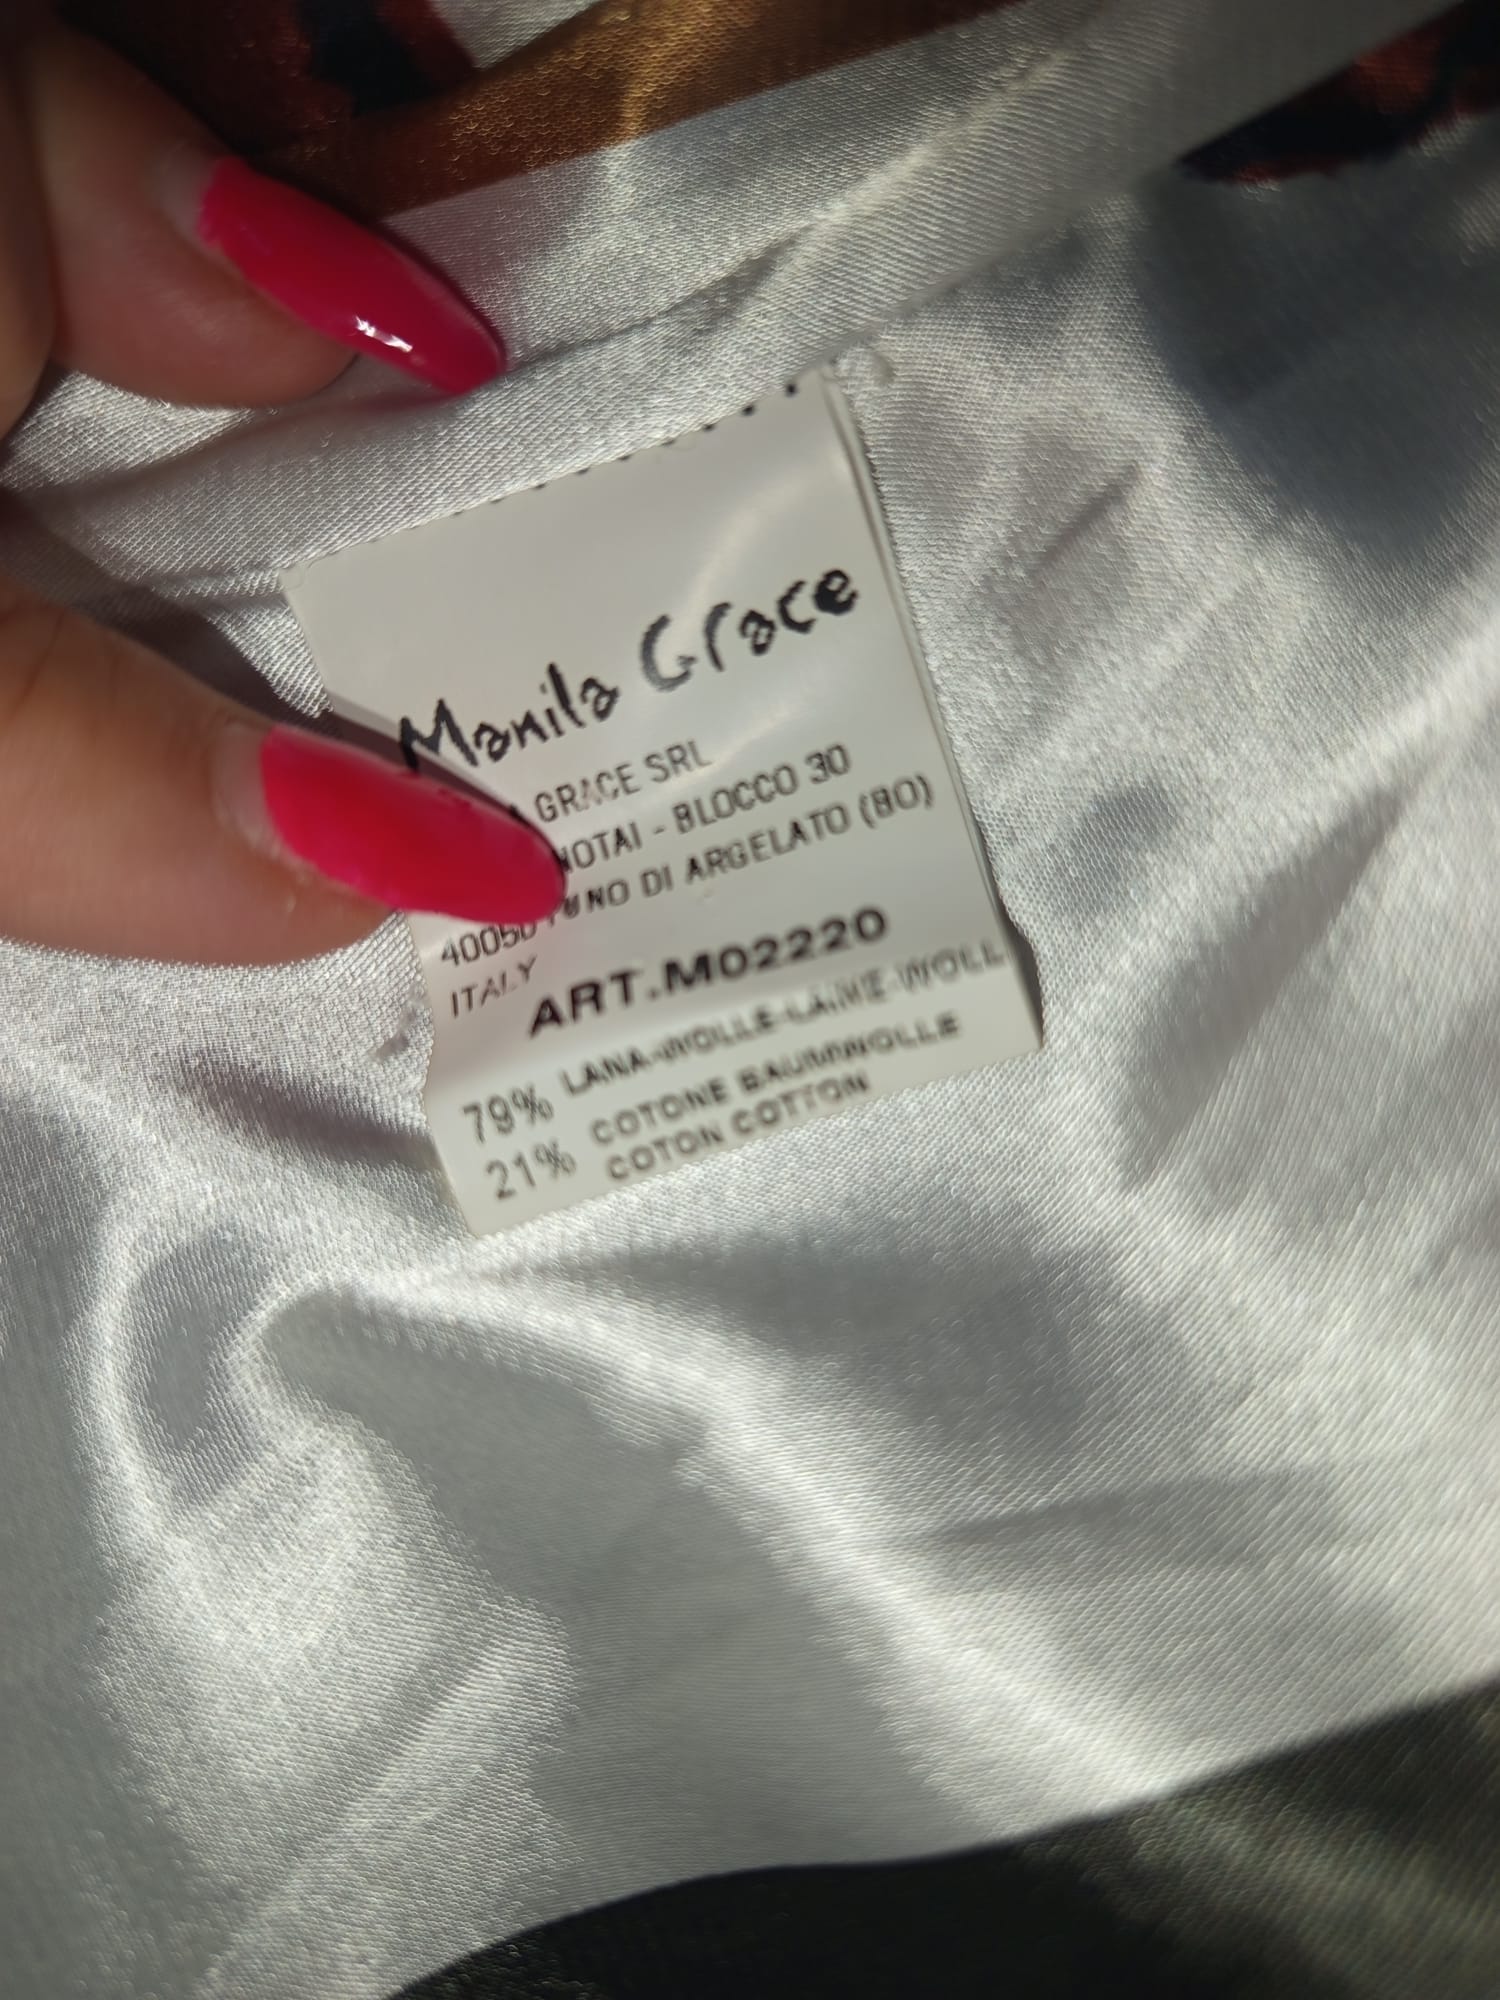 Manila Grace
A GRACE SRL
NOTAI - BLOCCO 30
40050 FUNO DI ARGELATO (BO)
ITALY
ART.M02220
79% LANA-WOLLE-LAINE-WOLL
21% COTONE BAUMWOLLE
COTON COTTON